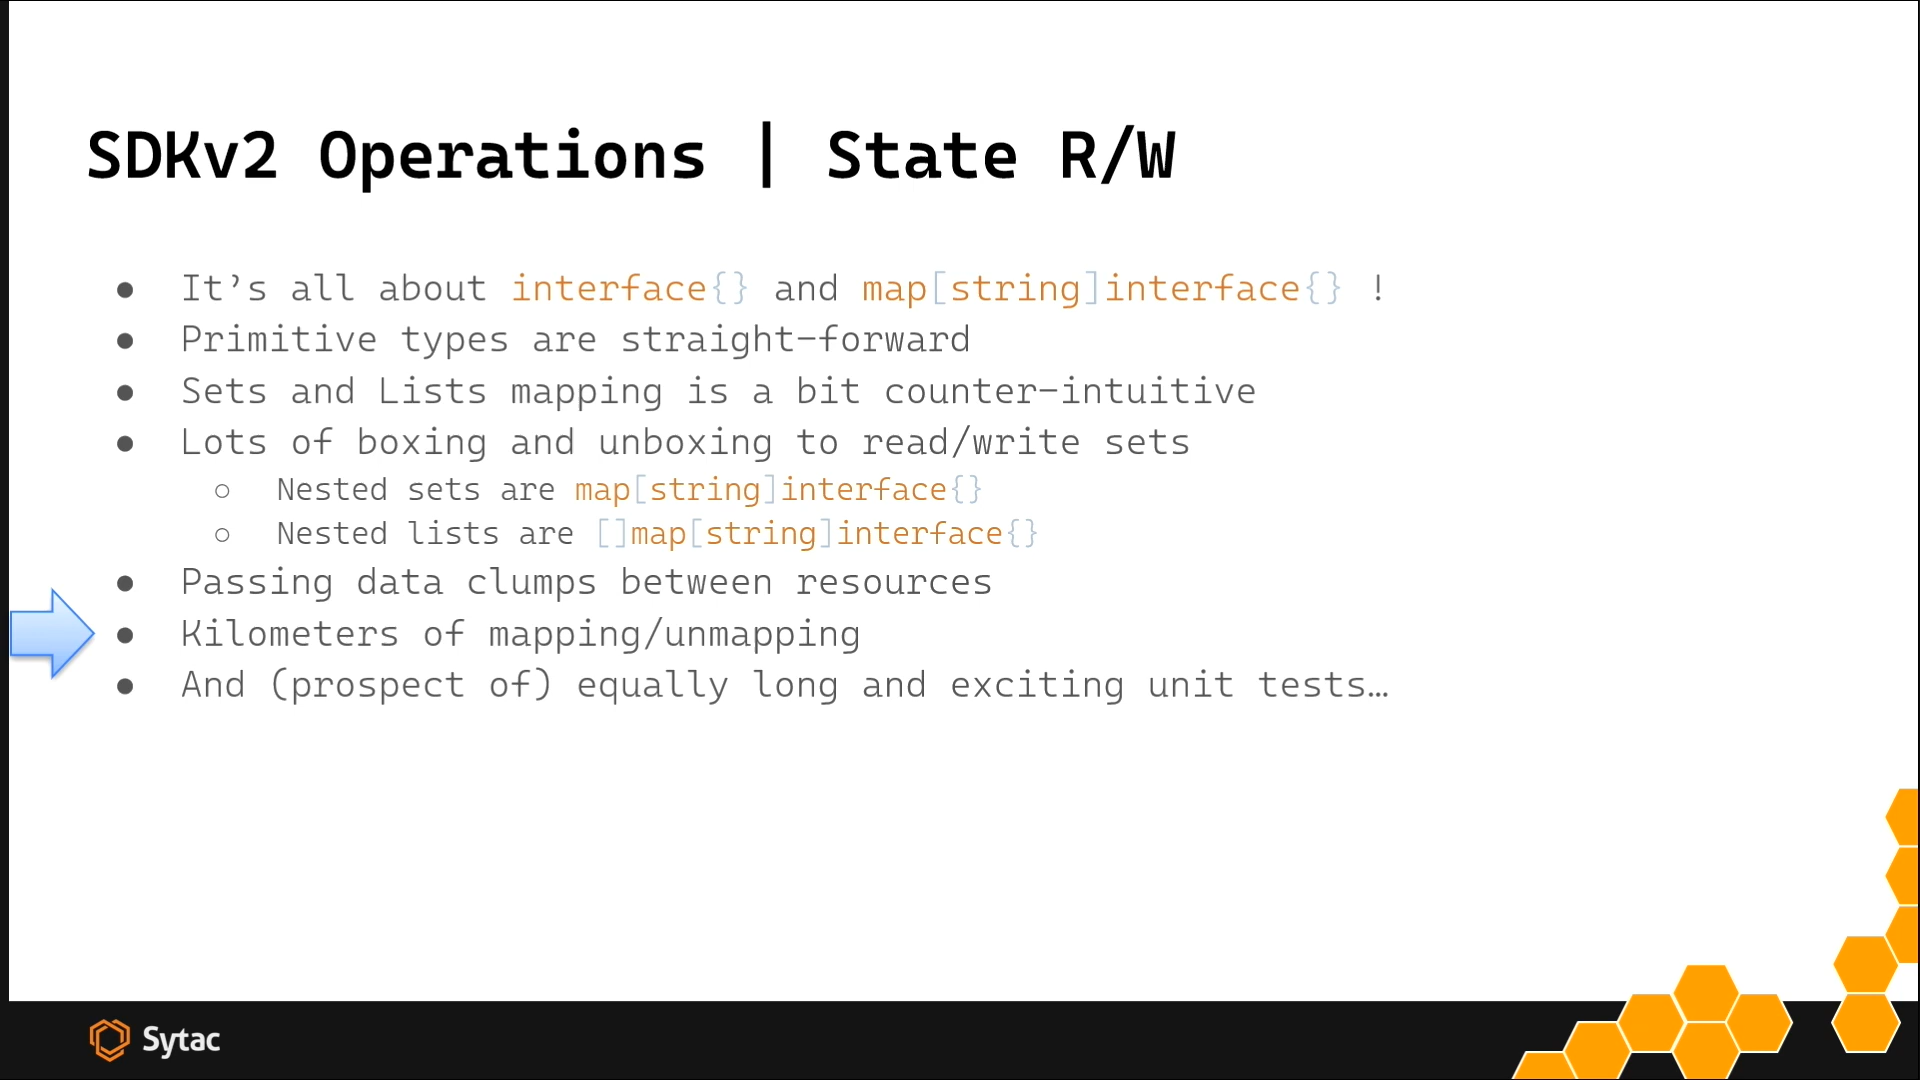 SDKv2 Operations | State R/W
● It’s all about interface{} and map[string]interface{} !
● Primitive types are straight-forward
● Sets and Lists mapping is a bit counter-intuitive
● Lots of boxing and unboxing to read/write sets
○ Nested sets are map[string]interface{}
○ Nested lists are []map[string]interface{}
● Passing data clumps between resources
● Kilometers of mapping/unmapping
● And (prospect of) equally long and exciting unit tests…
Sytac